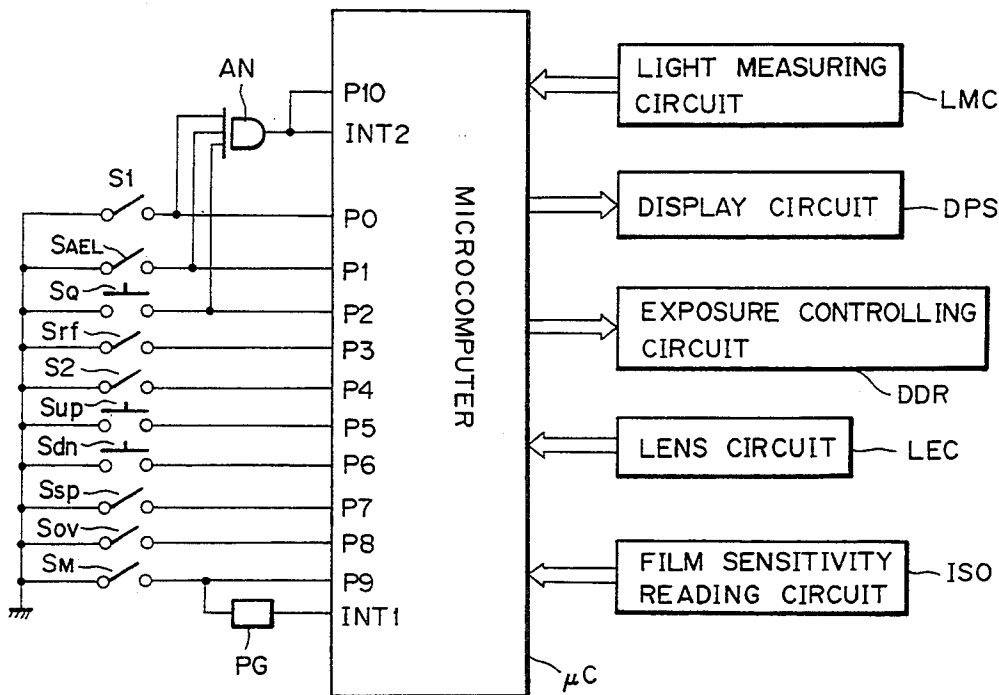 AN
S1
SAEL
SQ
Srf
S2
Sup
Sdn
Ssp
Sov
SM
PG
P10
INT2
P0
P1
P2
P3
P4
P5
P6
P7
P8
P9
INT1
MICROCOMPUTER
μC
LIGHT MEASURING
CIRCUIT
LMC
DISPLAY CIRCUIT
DPS
EXPOSURE CONTROLLING
CIRCUIT
DDR
LENS CIRCUIT
LEC
FILM SENSITIVITY
READING CIRCUIT
ISO